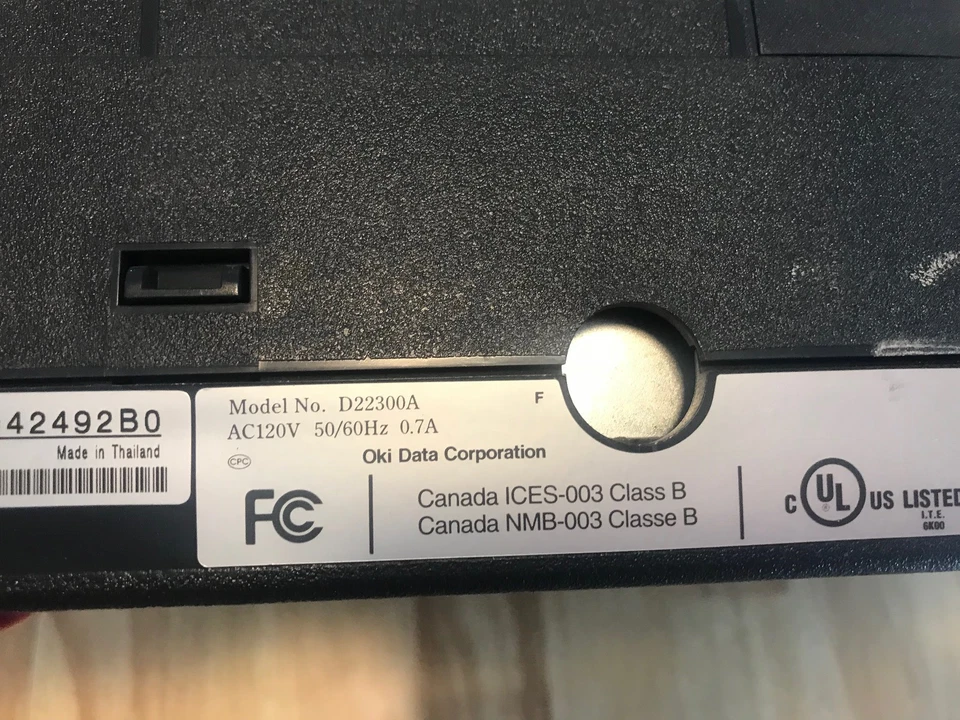 42492B0
Made in Thailand
Model No. D22300A
F
AC120V 50/60Hz 0.7A
CPC
Oki Data Corporation
FC
Canada ICES-003 Class B
Canada NMB-003 Classe B
C UL US LISTED
I.T.E.
6K00